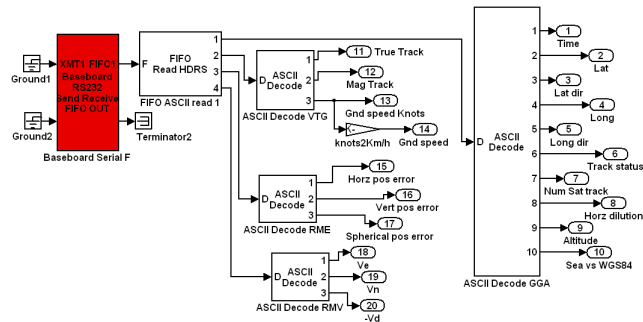 Ground1
Ground2
XMT1 FIFO1
Baseboard
RS232
Send Receive
FIFO OUT
Baseboard Serial F
Terminator2
F
FIFO
Read HDRS
1
2
3
4
FIFO ASCII read 1
D
ASCII
Decode
1
2
3
ASCII Decode VTG
11
True Track
12
Mag Track
13
Gnd speed Knots
K-
knots2Km/h
14
Gnd speed
D
ASCII
Decode
1
2
3
ASCII Decode RME
15
Horz pos error
16
Vert pos error
17
Spherical pos error
D
ASCII
Decode
1
2
3
ASCII Decode RMV
18
Ve
19
Vn
20
-Vd
D
ASCII
Decode
1
2
3
4
5
6
7
8
9
10
ASCII Decode GGA
1
Time
2
Lat
3
Lat dir
4
Long
5
Long dir
6
Track status
7
Num Sat track
8
Horz dilution
9
Altitude
10
Sea vs WGS84